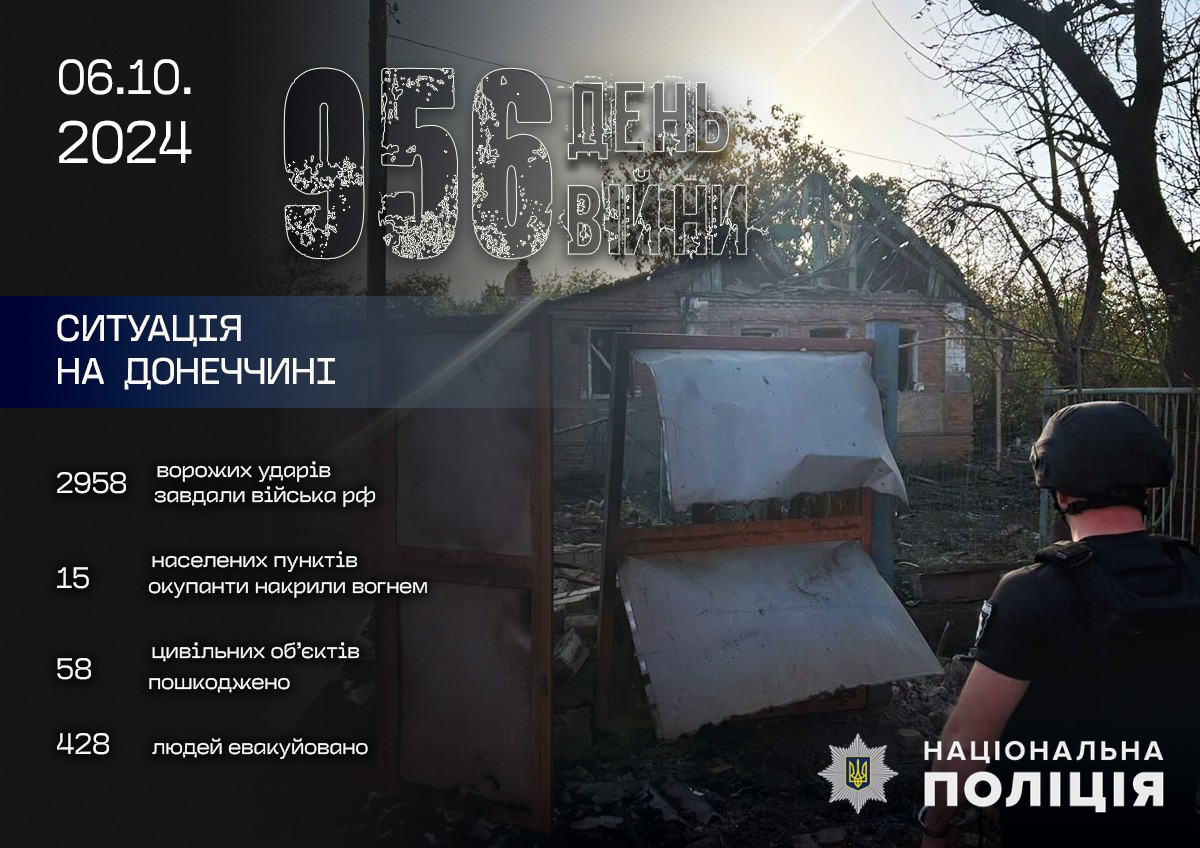 06.10.
2024
956 ДЕНЬ
ВІЙНИ
СИТУАЦІЯ
НА ДОНЕЧЧИНІ
2958 ворожих ударів
завдали війська рф
15 населених пунктів
окупанти накрили вогнем
58 цивільних об’єктів
пошкоджено
428 людей евакуйовано
НАЦІОНАЛЬНА
ПОЛІЦІЯ